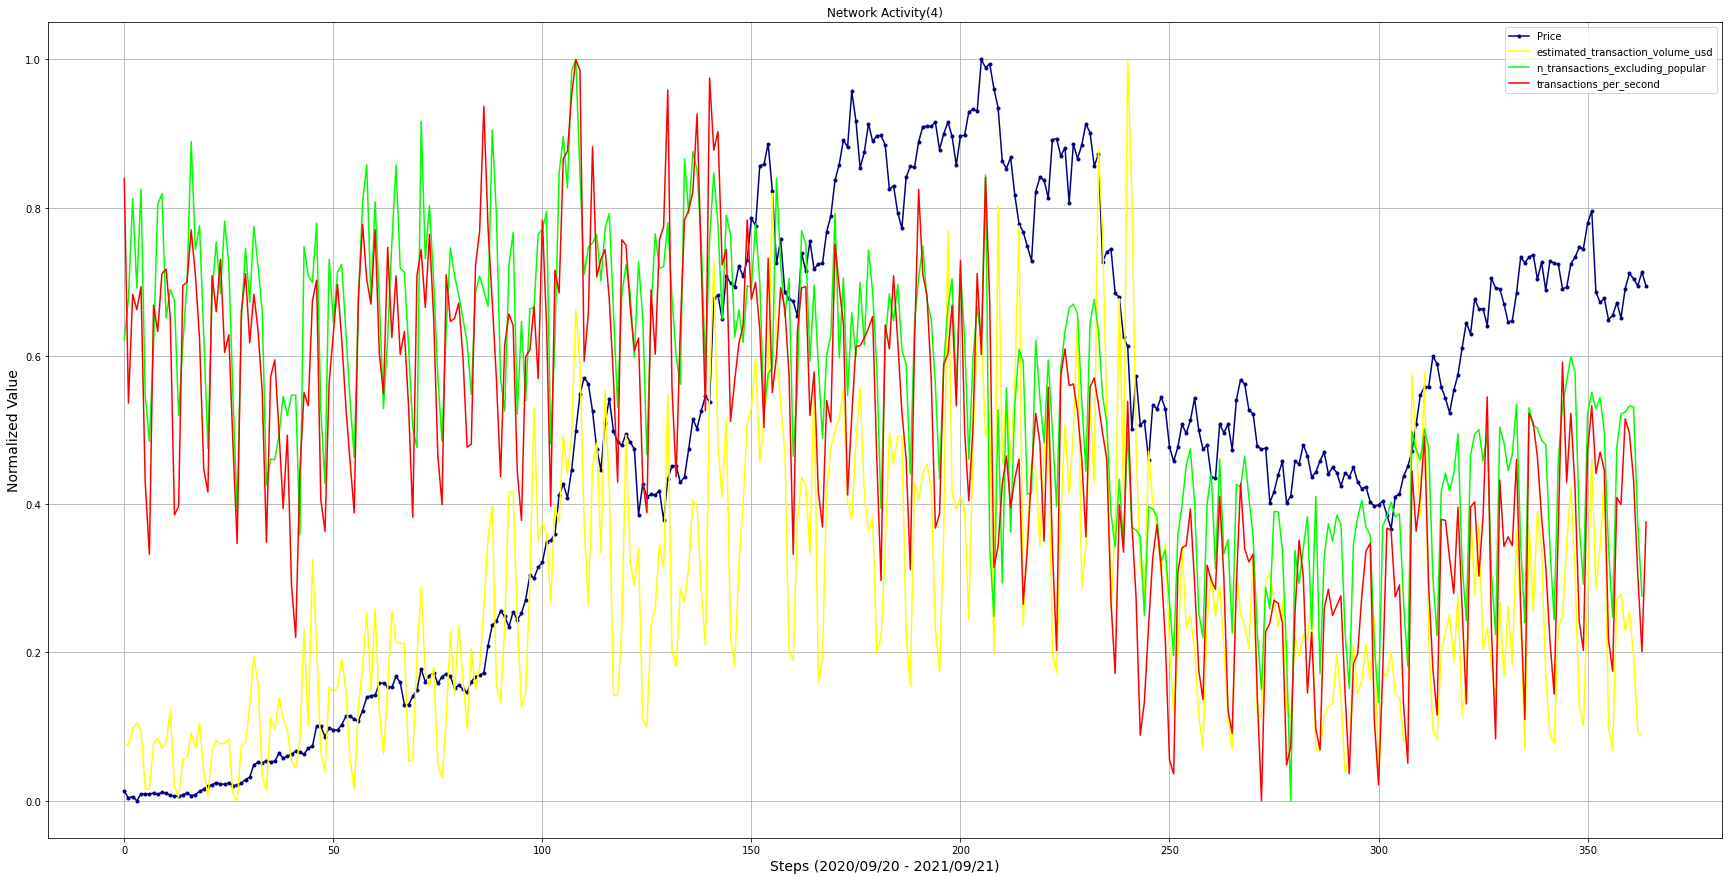 Network Activity(4)
Price
estimated_transaction_volume_usd
n_transactions_excluding_popular
transactions_per_second
Normalized Value
1.0
0.8
0.6
0.4
0.2
0.0
0 50 100 150 200 250 300 350
Steps (2020/09/20 - 2021/09/21)